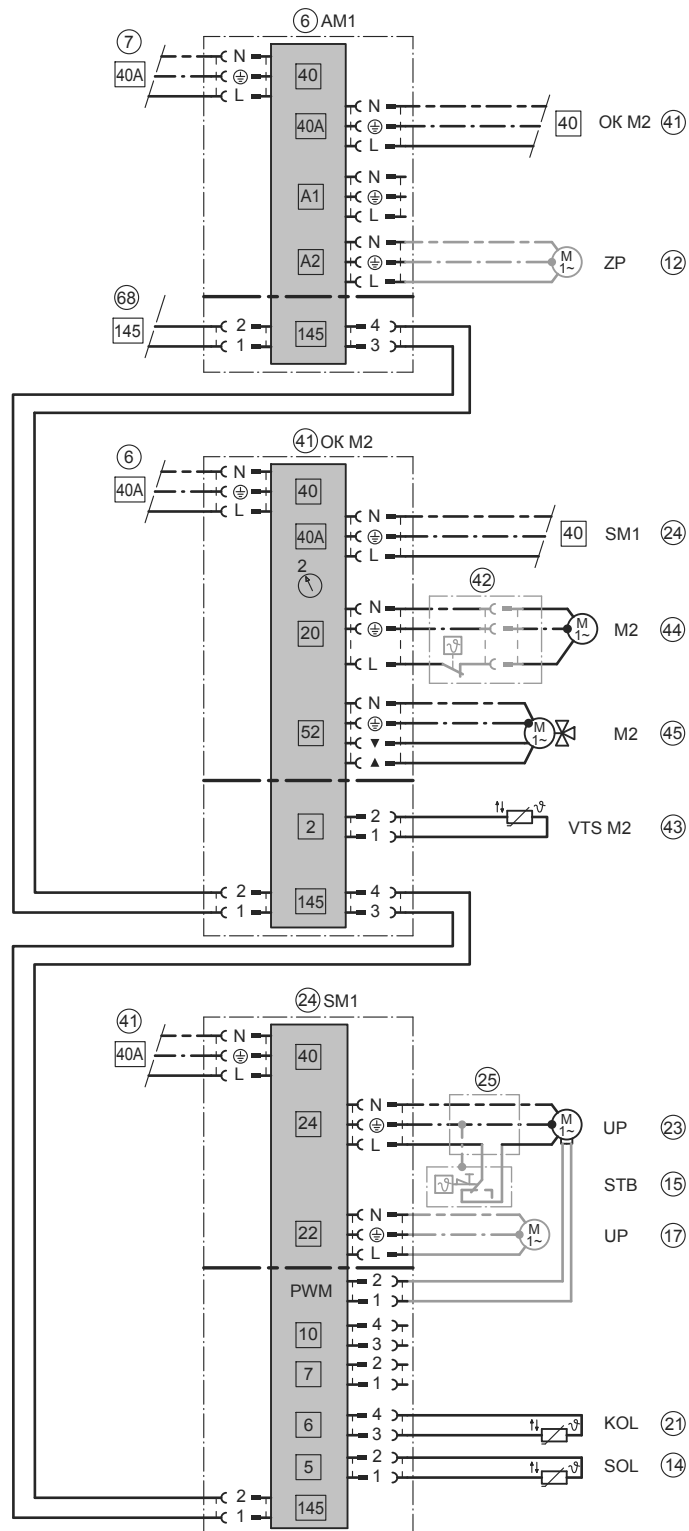 6 AM1
7
N
40A
L
40
N
40A
L
40 OK M2 41
N
A1
L
N
A2
L
M
1~
ZP 12
68
145
2
1
145
4
3
41 OK M2
6
N
40A
L
40
N
40A
L
40 SM1 24
2
42
N
20
L
ϑ
M
1~
M2 44
N
52
▼
▲
M
1~
M2 45
2
2
1
ϑ
VTS M2 43
2
1
145
4
3
24 SM1
41
N
40A
L
40
25
N
24
L
M
1~
UP 23
ϑ
STB 15
N
22
L
M
1~
UP 17
PWM
2
1
10
4
3
7
2
1
6
4
3
ϑ
KOL 21
5
2
1
ϑ
SOL 14
2
1
145